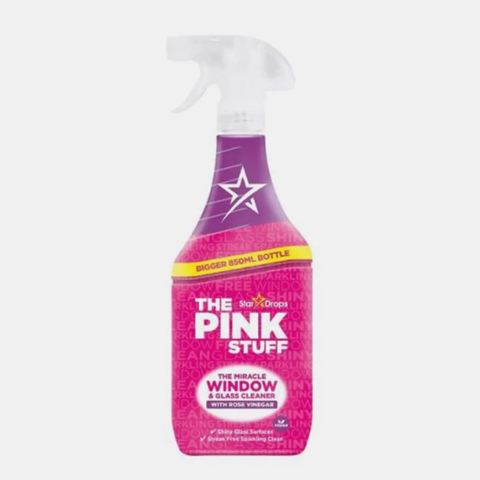 BIGGER 850ML BOTTLE
Star Drops
THE
PINK
STUFF
THE MIRACLE
WINDOW
& GLASS CLEANER
WITH ROSE VINEGAR
VEGAN
✓ Shiny Glass Surfaces
✓ Streak Free Sparkling Clean